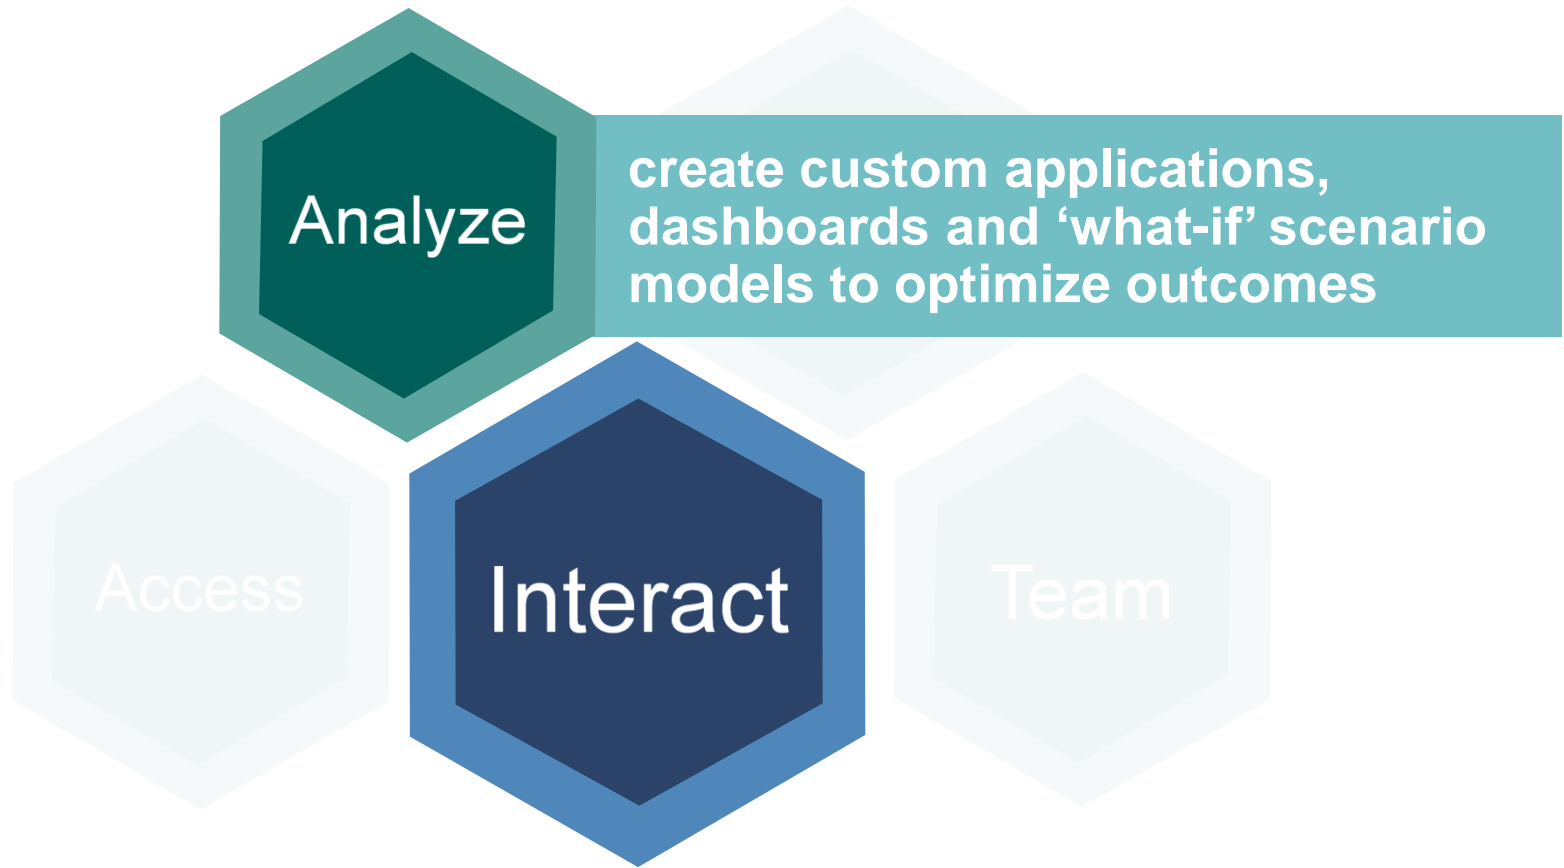 Analyze
create custom applications,
dashboards and ‘what-if’ scenario
models to optimize outcomes
Access
Interact
Team